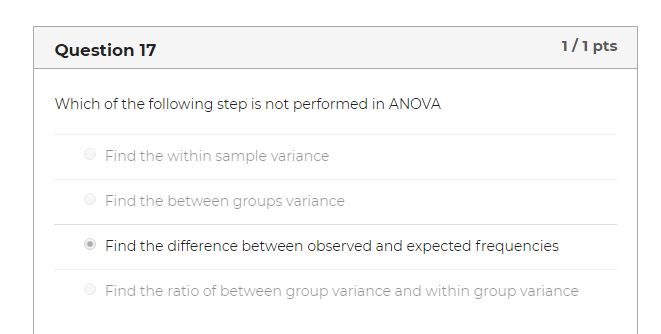 Question 17
1 / 1 pts
Which of the following step is not performed in ANOVA
Find the within sample variance
Find the between groups variance
Find the difference between observed and expected frequencies
Find the ratio of between group variance and within group variance